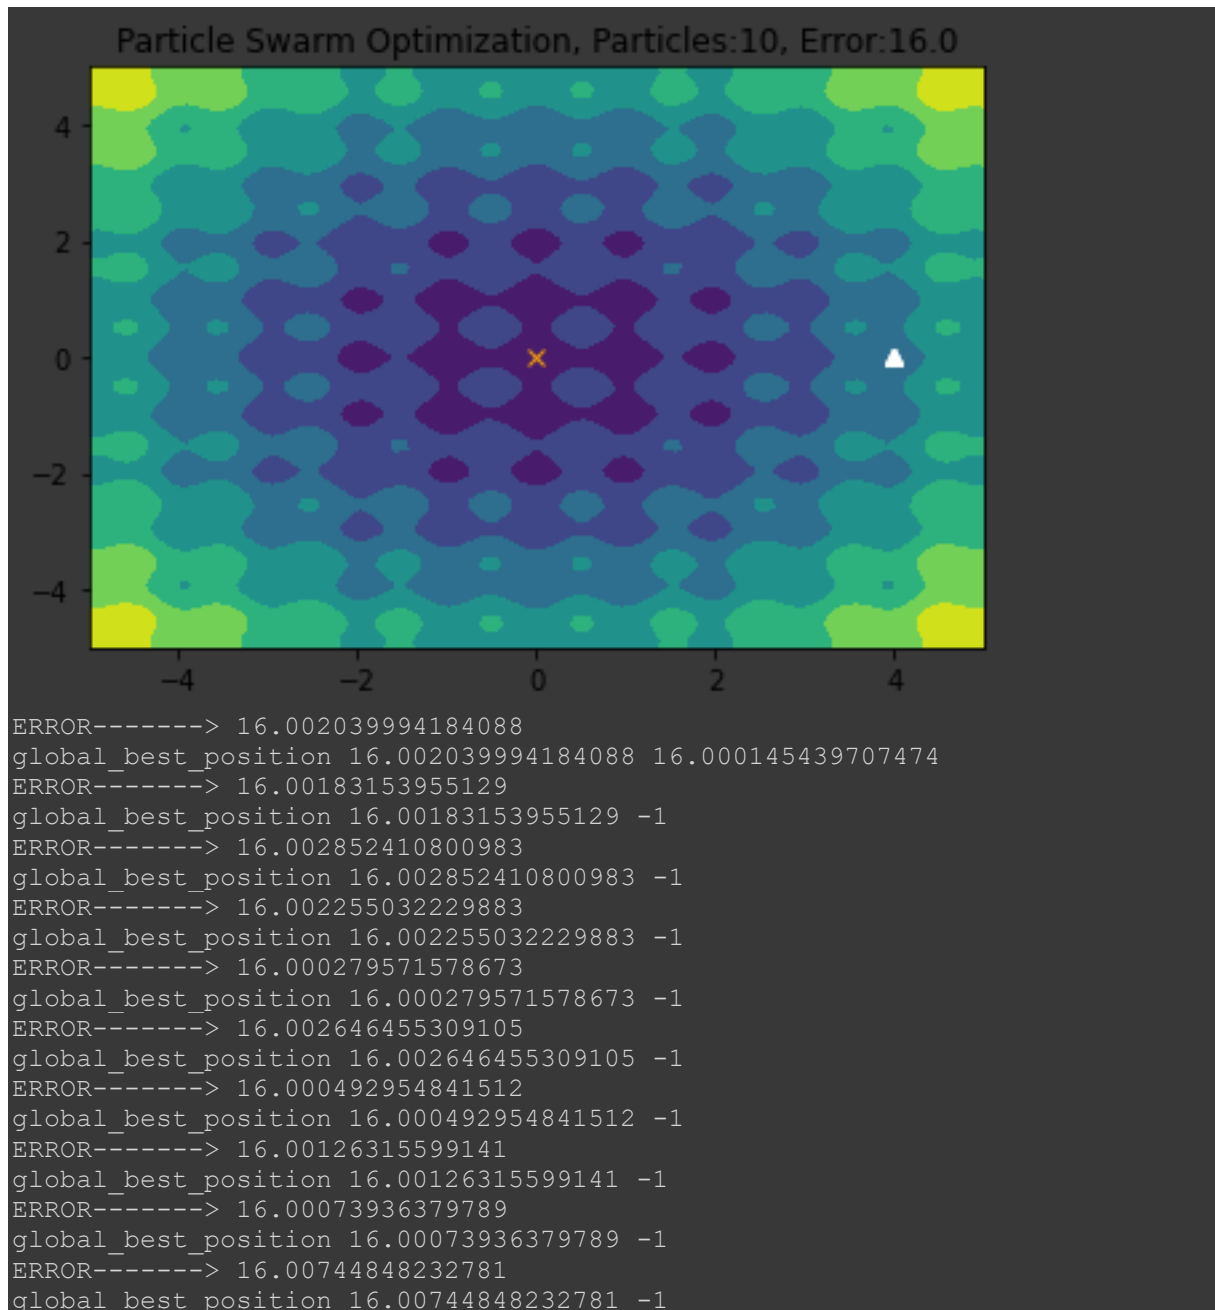 Particle Swarm Optimization, Particles:10, Error:16.0
4
2
0
−2
−4
−4 −2 0 2 4
ERROR-------> 16.002039994184088
global_best_position 16.002039994184088 16.000145439707474
ERROR-------> 16.00183153955129
global_best_position 16.00183153955129 -1
ERROR-------> 16.002852410800983
global_best_position 16.002852410800983 -1
ERROR-------> 16.002255032229883
global_best_position 16.002255032229883 -1
ERROR-------> 16.000279571578673
global_best_position 16.000279571578673 -1
ERROR-------> 16.002646455309105
global_best_position 16.002646455309105 -1
ERROR-------> 16.000492954841512
global_best_position 16.000492954841512 -1
ERROR-------> 16.00126315599141
global_best_position 16.00126315599141 -1
ERROR-------> 16.00073936379789
global_best_position 16.00073936379789 -1
ERROR-------> 16.00744848232781
global_best_position 16.00744848232781 -1